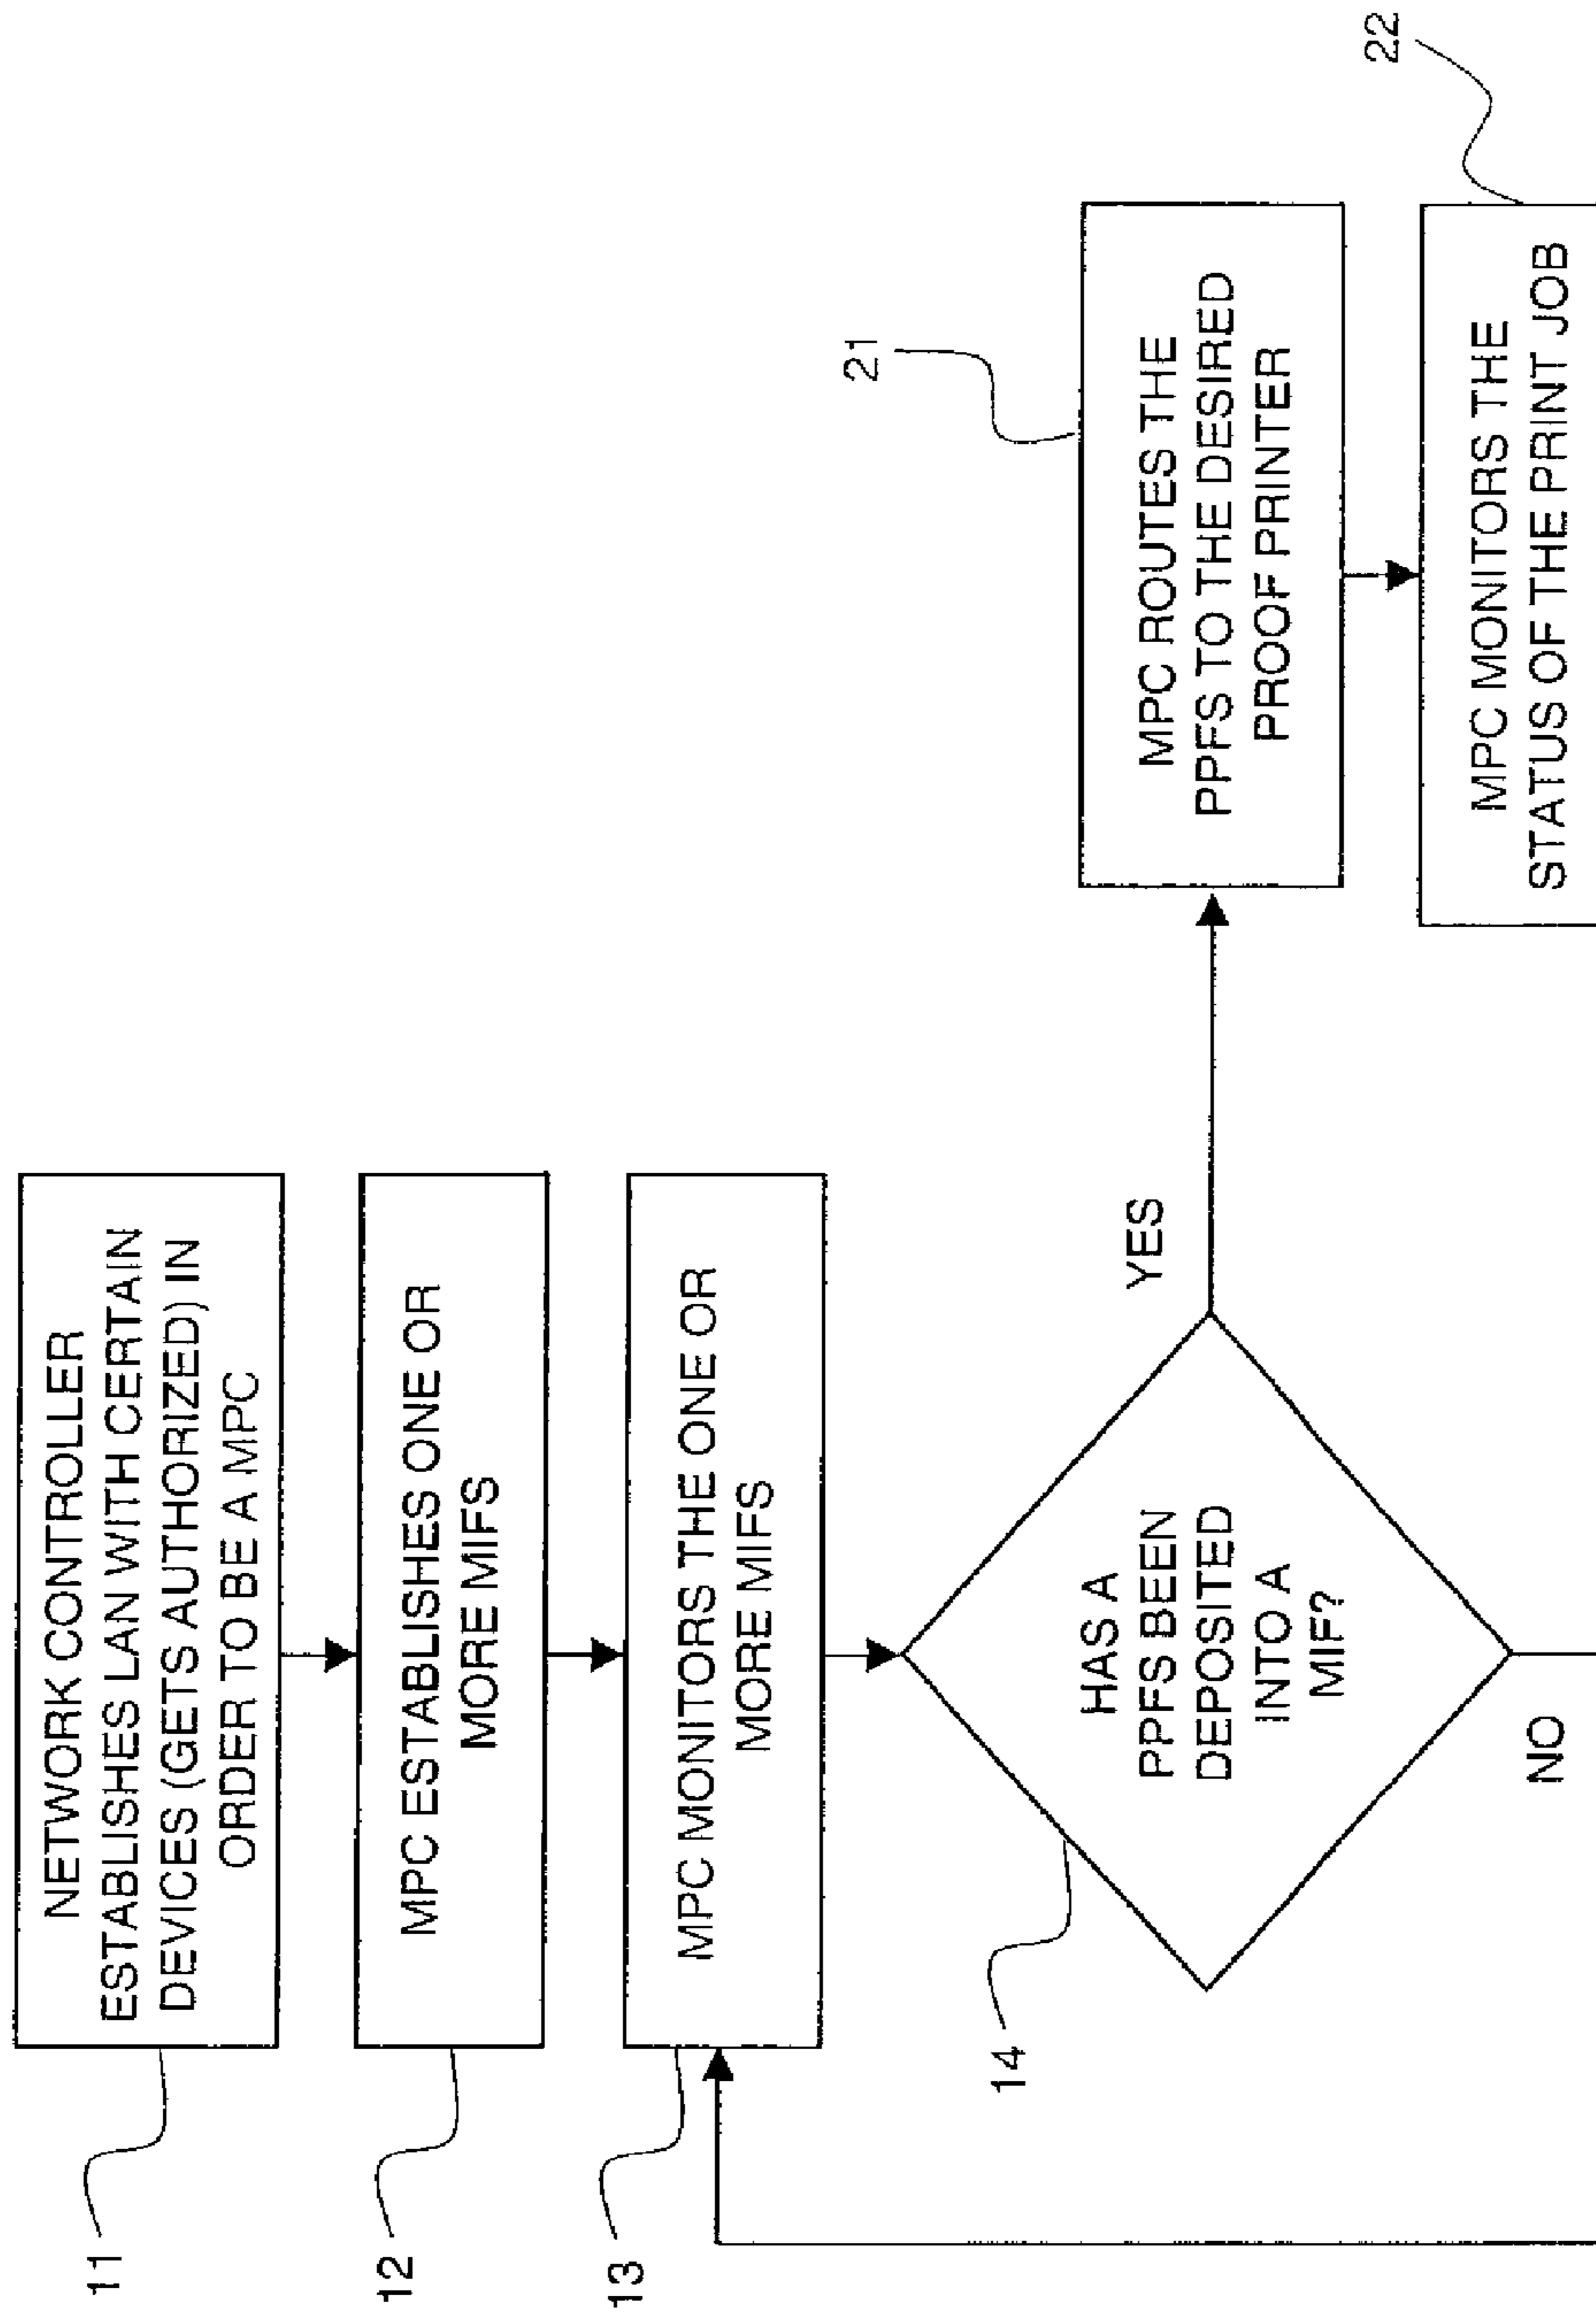 11
NETWORK CONTROLLER
ESTABLISHES LAN WITH CERTAIN
DEVICES (GETS AUTHORIZED) IN
ORDER TO BE A MPC
12
MPC ESTABLISHES ONE OR
MORE MIFS
13
MPC MONITORS THE ONE OR
MORE MIFS
14
HAS A
PPFS BEEN
DEPOSITED
INTO A
MIF?
YES
NO
21
MPC ROUTES THE
PPFS TO THE DESIRED
PROOF PRINTER
22
MPC MONITORS THE
STATUS OF THE PRINT JOB